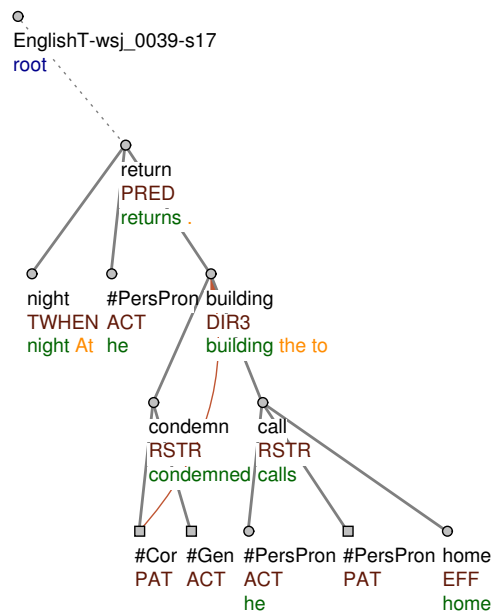 EnglishT-wsj_0039-s17
root
return
PRED
returns .
night #PersPron building
TWHEN ACT DIR3
night At he building the to
condemn call
RSTR RSTR
condemned calls
#Cor #Gen #PersPron #PersPron home
PAT ACT ACT PAT EFF
he home